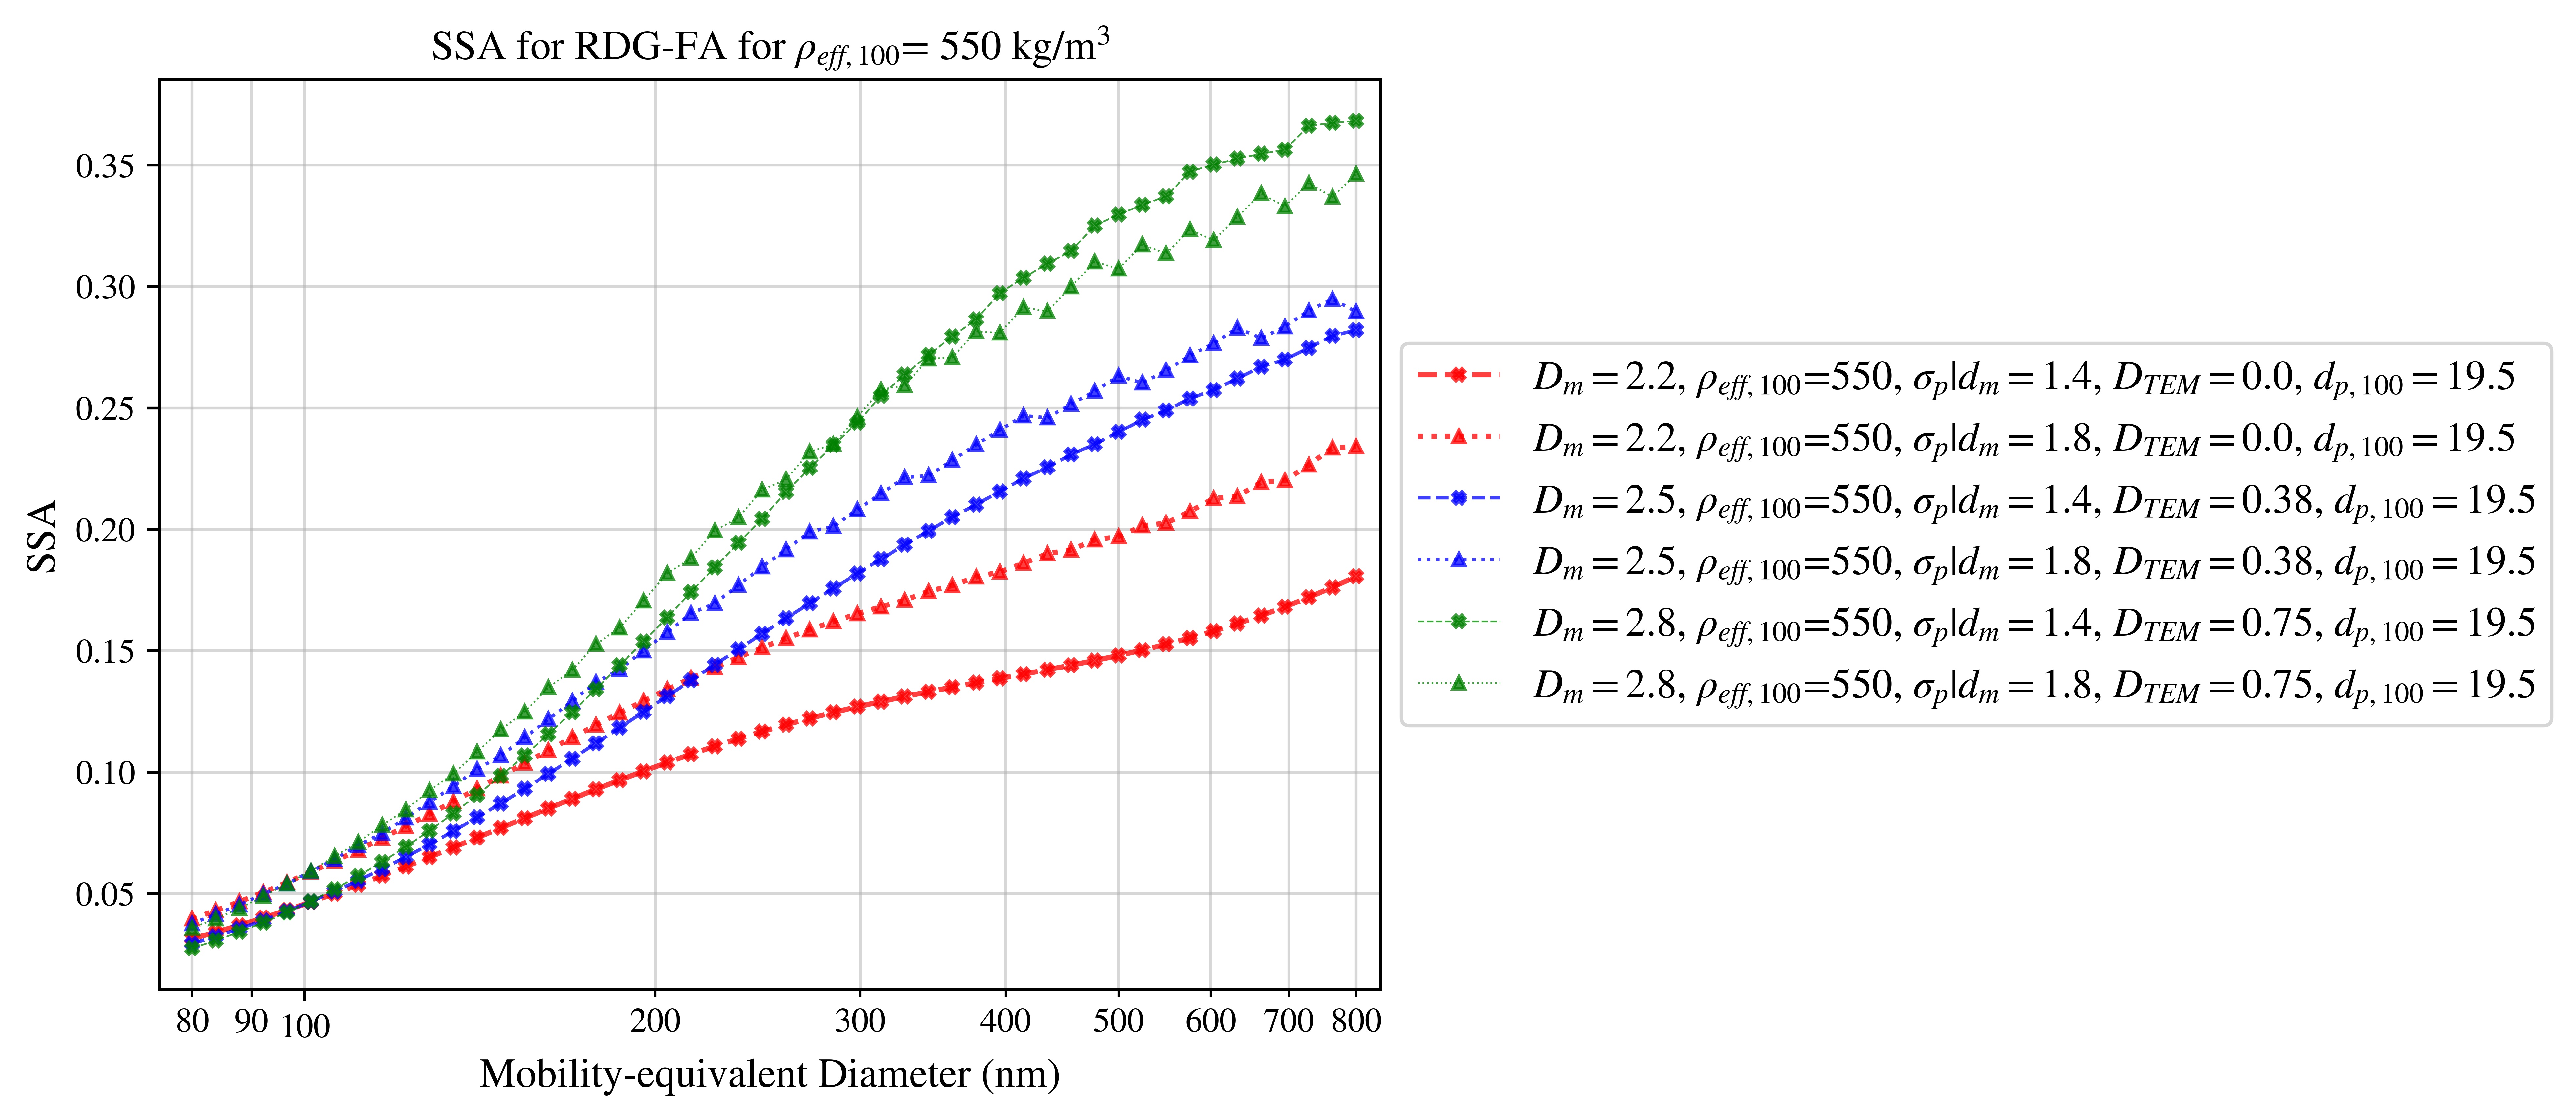 SSA for RDG-FA for ρeff,100= 550 kg/m³
SSA
0.35
0.30
0.25
0.20
0.15
0.10
0.05
80 90 100 200 300 400 500 600 700 800
Mobility-equivalent Diameter (nm)
Dm = 2.2, ρeff,100=550, σp|dm = 1.4, DTEM = 0.0, dp,100 = 19.5
Dm = 2.2, ρeff,100=550, σp|dm = 1.8, DTEM = 0.0, dp,100 = 19.5
Dm = 2.5, ρeff,100=550, σp|dm = 1.4, DTEM = 0.38, dp,100 = 19.5
Dm = 2.5, ρeff,100=550, σp|dm = 1.8, DTEM = 0.38, dp,100 = 19.5
Dm = 2.8, ρeff,100=550, σp|dm = 1.4, DTEM = 0.75, dp,100 = 19.5
Dm = 2.8, ρeff,100=550, σp|dm = 1.8, DTEM = 0.75, dp,100 = 19.5